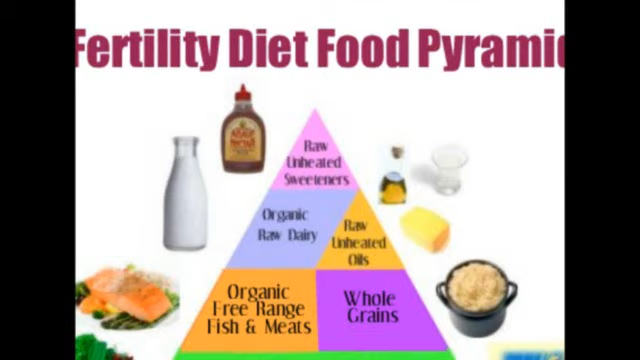 Fertility Diet Food Pyramid
Raw
Unheated
Sweeteners
Organic
Raw Dairy
Raw
Unheated
Oils
Organic
Free Range
Fish & Meats
Whole
Grains